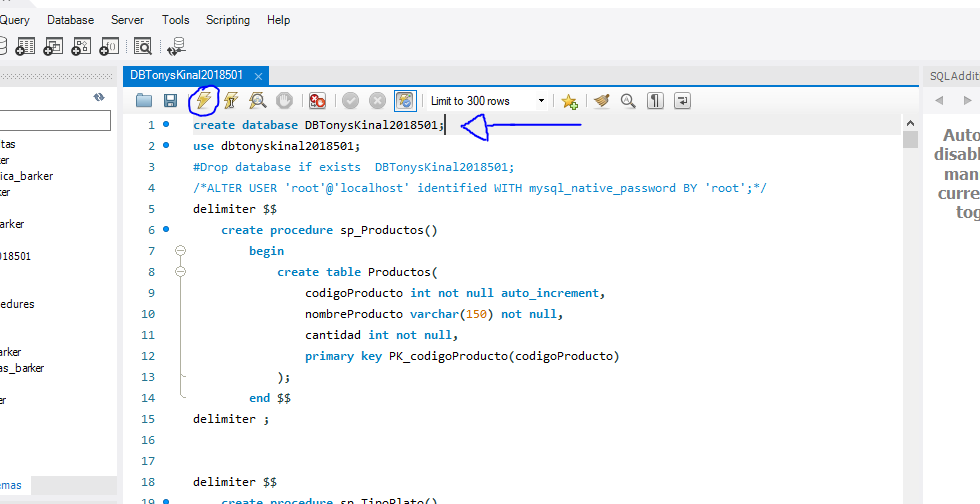 Query Database Server Tools Scripting Help
DBTonysKinal2018501
SQLAddit
Limit to 300 rows
1 create database DBTonysKinal2018501;
2 use dbtonyskinal2018501;
3 #Drop database if exists  DBTonysKinal2018501;
4 /*ALTER USER 'root'@'localhost' identified WITH mysql_native_password BY 'root';*/
5 delimiter $$
6 create procedure sp_Productos()
7 begin
8 create table Productos(
9 codigoProducto int not null auto_increment,
10 nombreProducto varchar(150) not null,
11 cantidad int not null,
12 primary key PK_codigoProducto(codigoProducto)
13 );
14 end $$
15 delimiter ;
16
17
18 delimiter $$
19 create procedure sp_TipoPlato()
tas
ker
ica_barker
ker
arker
018501
edures
arker
as_barker
er
emas
Auto
disabl
man
curre
tog